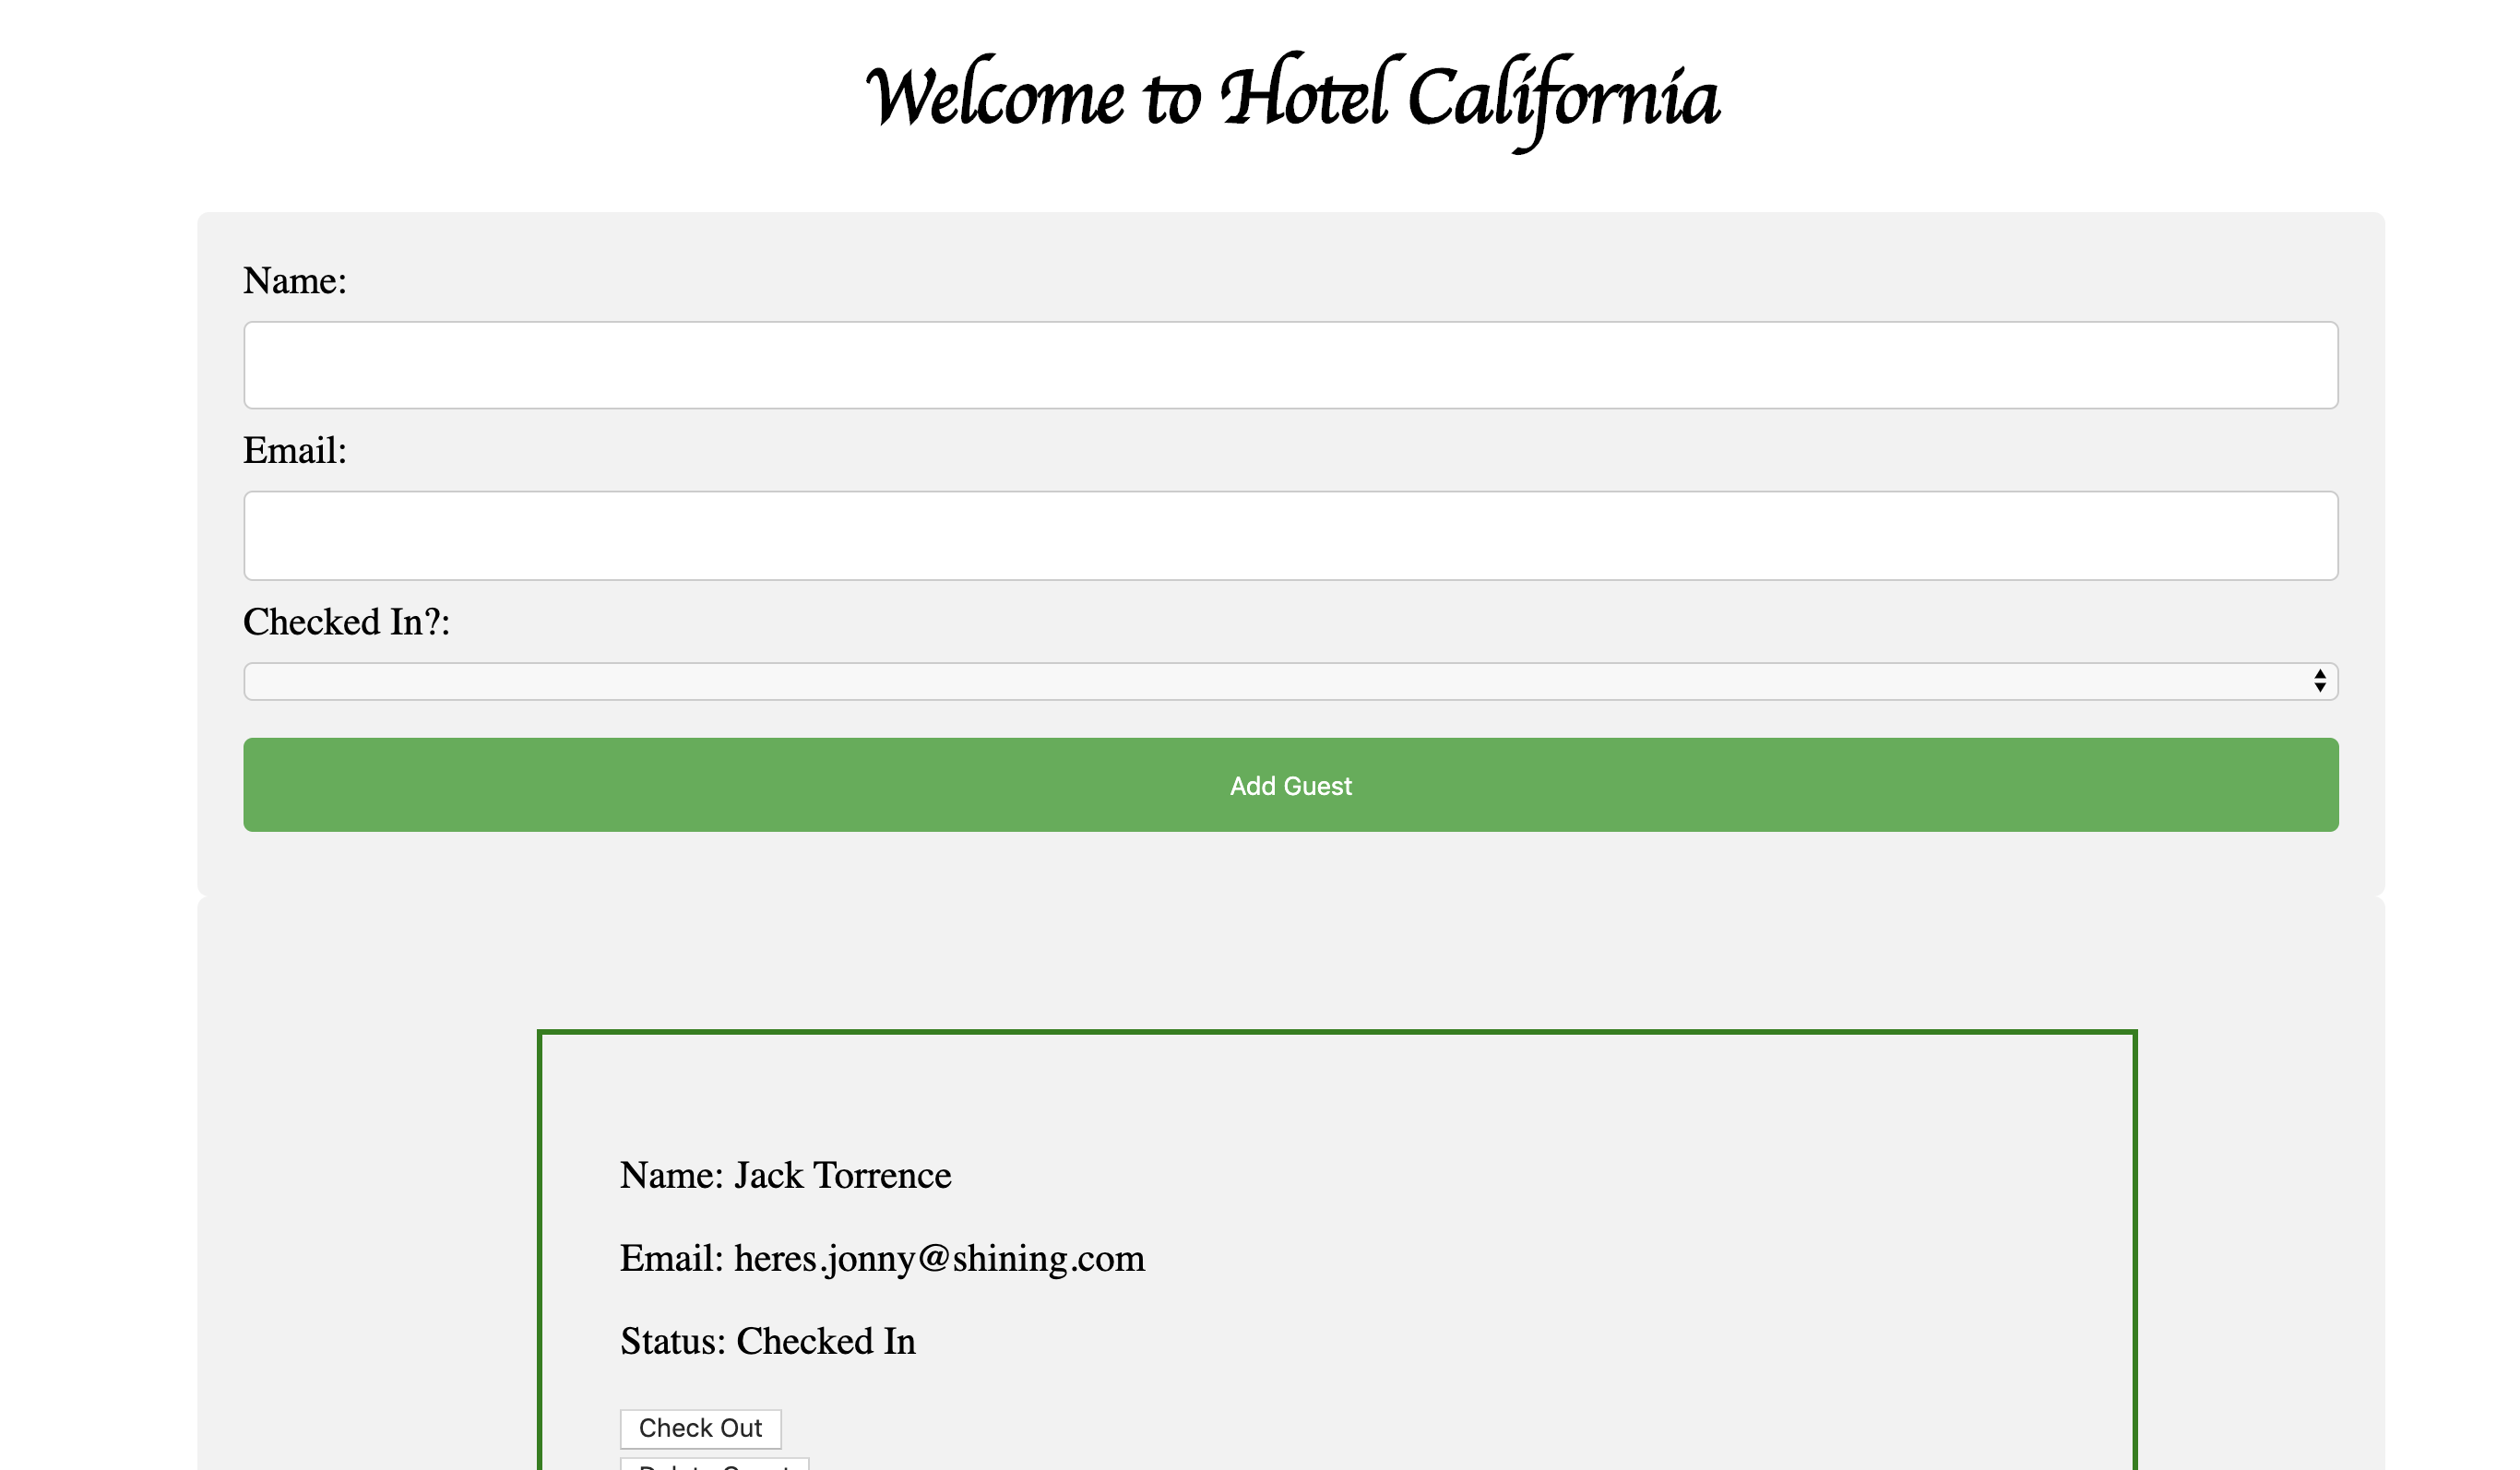 Welcome to Hotel California
Name:
Email:
Checked In?:
Add Guest
Name: Jack Torrence
Email: heres.jonny@shining.com
Status: Checked In
Check Out